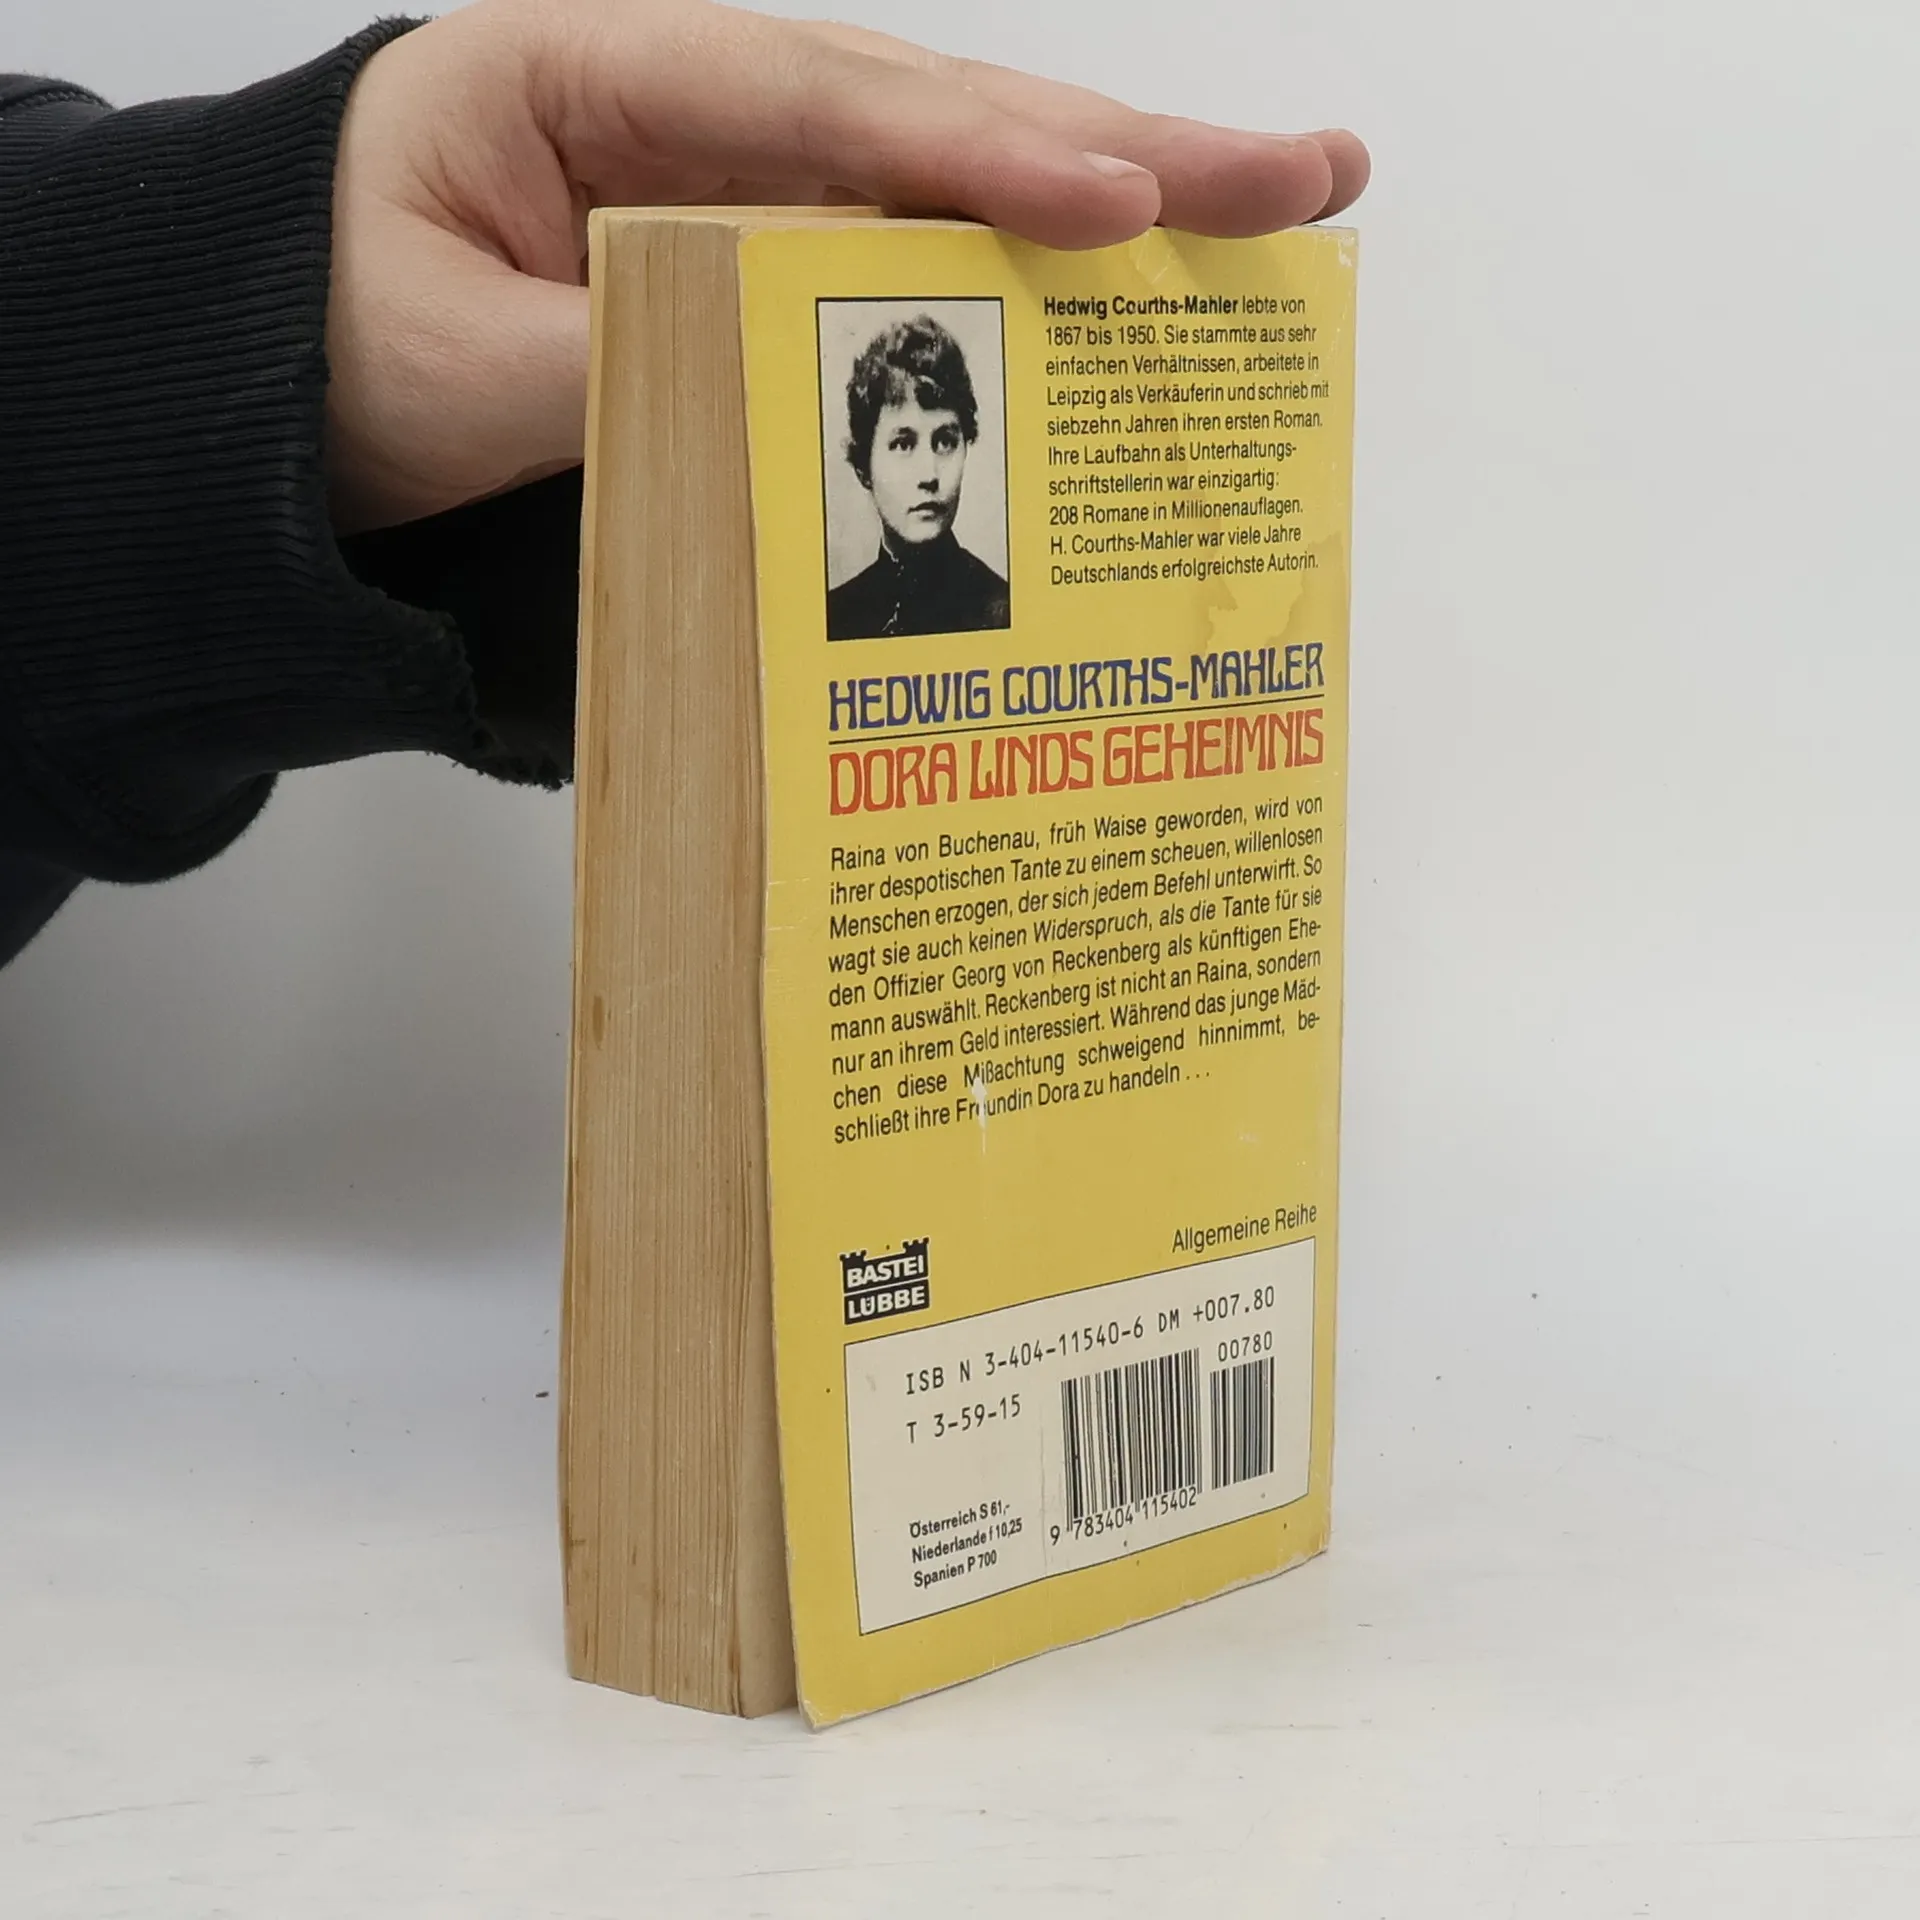 Hedwig Courths-Mahler lebte von
1867 bis 1950. Sie stammte aus sehr
einfachen Verhältnissen, arbeitete in
Leipzig als Verkäuferin und schrieb mit
siebzehn Jahren ihren ersten Roman.
Ihre Laufbahn als Unterhaltungs-
schriftstellerin war einzigartig:
208 Romane in Millionenauflagen.
H. Courths-Mahler war viele Jahre
Deutschlands erfolgreichste Autorin.
HEDWIG COURTHS-MAHLER
DORA LINDS GEHEIMNIS
Raina von Buchenau, früh Waise geworden, wird von
ihrer despotischen Tante zu einem scheuen, willenlosen
Menschen erzogen, der sich jedem Befehl unterwirft. So
wagt sie auch keinen Widerspruch, als die Tante für sie
den Offizier Georg von Reckenberg als künftigen Ehe-
mann auswählt. Reckenberg ist nicht an Raina, sondern
nur an ihrem Geld interessiert. Während das junge Mäd-
chen diese Mißachtung schweigend hinnimmt, be-
schließt ihre Freundin Dora zu handeln . . .
Allgemeine Reihe
BASTEI
LÜBBE
ISB N 3-404-11540-6 DM +007.80
00780
T 3-59-15
Österreich S 61,-
Niederlande f 10,25
Spanien P 700
9 783404 115402